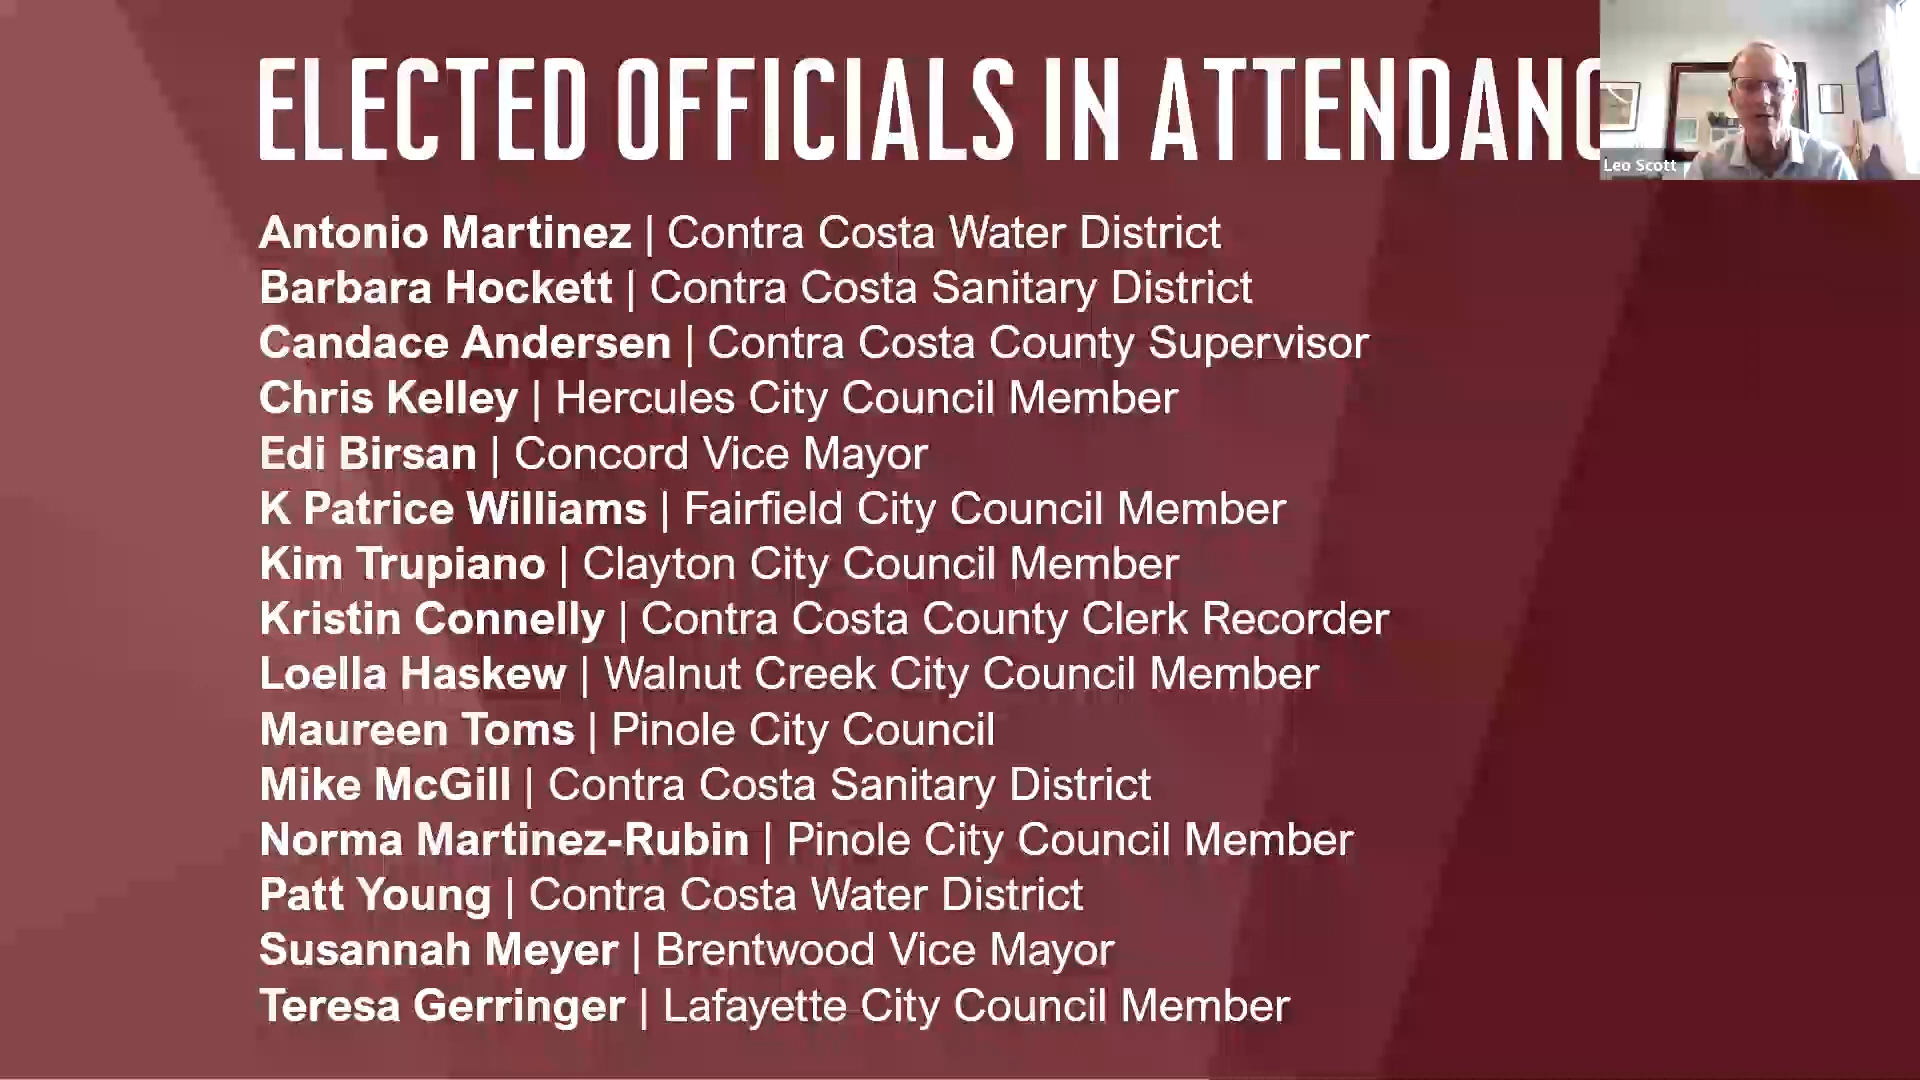 ELECTED OFFICIALS IN ATTENDANC
Leo Scott
Antonio Martinez | Contra Costa Water District
Barbara Hockett | Contra Costa Sanitary District
Candace Andersen | Contra Costa County Supervisor
Chris Kelley | Hercules City Council Member
Edi Birsan | Concord Vice Mayor
K Patrice Williams | Fairfield City Council Member
Kim Trupiano | Clayton City Council Member
Kristin Connelly | Contra Costa County Clerk Recorder
Loella Haskew | Walnut Creek City Council Member
Maureen Toms | Pinole City Council
Mike McGill | Contra Costa Sanitary District
Norma Martinez-Rubin | Pinole City Council Member
Patt Young | Contra Costa Water District
Susannah Meyer | Brentwood Vice Mayor
Teresa Gerringer | Lafayette City Council Member